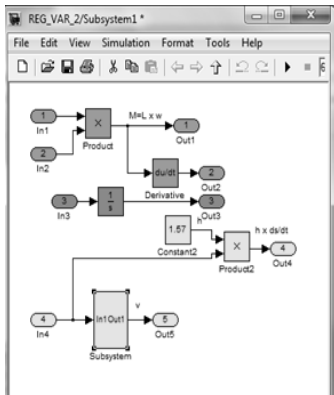 REG_VAR_2/Subsystem1 *
File Edit View Simulation Format Tools Help
1
In1
2
In2
×
Product
M=L x w
1
Out1
du/dt
Derivative
2
Out2
3
In3
1
s
3
Out3
1.57
Constant2
h
×
Product2
h x ds/dt
4
Out4
4
In4
In1 Out1
Subsystem
v
5
Out5